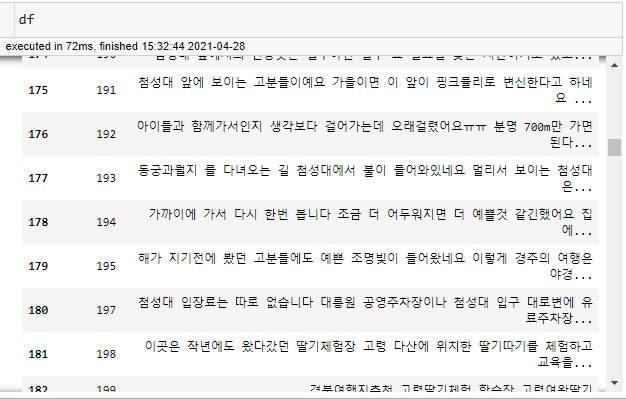 df
executed in 72ms, finished 15:32:44 2021-04-28
175 191 첨성대 앞에 보이는 고분들이예요 가을이면 이 앞이 핑크뮬리로 변신한다고 하네
요 ...
176 192 아이들과 함께가서인지 생각보다 걸어가는데 오래걸렸어요ㅠㅠ 분명 700m만 가면
된다...
177 193 동궁과월지 를 다녀오는 길 첨성대에서 불이 들어와있네요 멀리서 보이는 첨성대
은...
178 194 가까이에 가서 다시 한번 봅니다 조금 더 어두워지면 더 예쁠것 같긴했어요 집
에...
179 195 해가 지기전에 봤던 고분들에도 예쁜 조명빛이 들어왔네요 이렇게 경주의 여행은
야경...
180 197 첨성대 입장료는 따로 없습니다 대릉원 공영주차장이나 첨성대 입구 대로변에 유
료주차장...
181 198 이곳은 작년에도 왔다갔던 딸기체험장 고령 다산에 위치한 딸기따기를 체험하고
교육을...
182 199 경북여행지추천 고령딸기체험